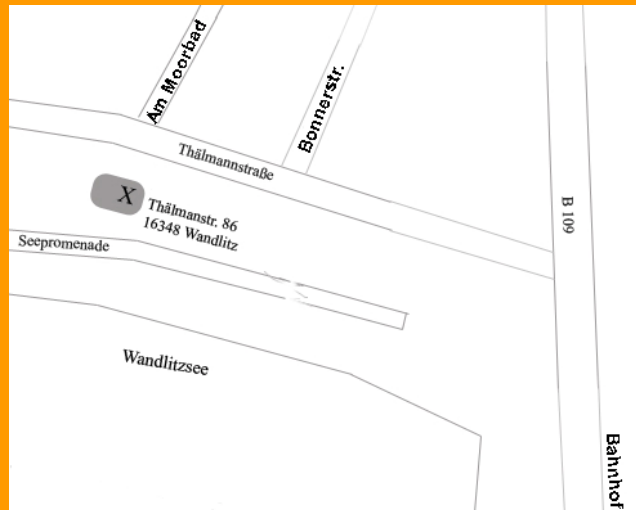 Am Moorbad
Bonnerstr.
Thälmannstraße
B 109
X
Thälmanstr. 86
16348 Wandlitz
Seepromenade
Wandlitzsee
Bahnhof